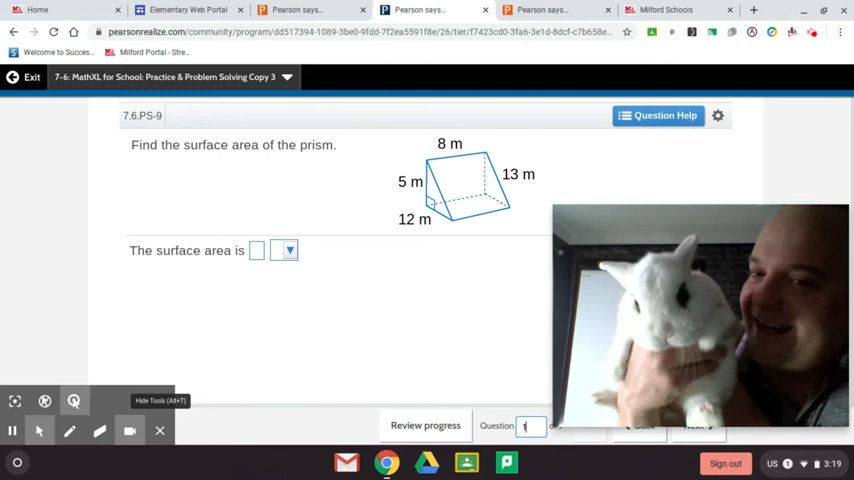 Home
Elementary Web Portal
Pearson says...
Pearson says...
Pearson says...
Milford Schools
pearsonrealize.com/community/program/dd517394-1089-3be0-9fdd-7f2ea5591f8e/26/tier/f7423cd0-3fa6-3e1d-8dcf-c7b658e...
Welcome to Succes...
Milford Portal - Stre...
Exit
7-6: MathXL for School: Practice & Problem Solving Copy 3
7.6.PS-9
Question Help
Find the surface area of the prism.
8 m
5 m
13 m
12 m
The surface area is
Hide Tools (Alt+T)
Review progress
Question 1
Back
Next
Sign out
US 1
3:19